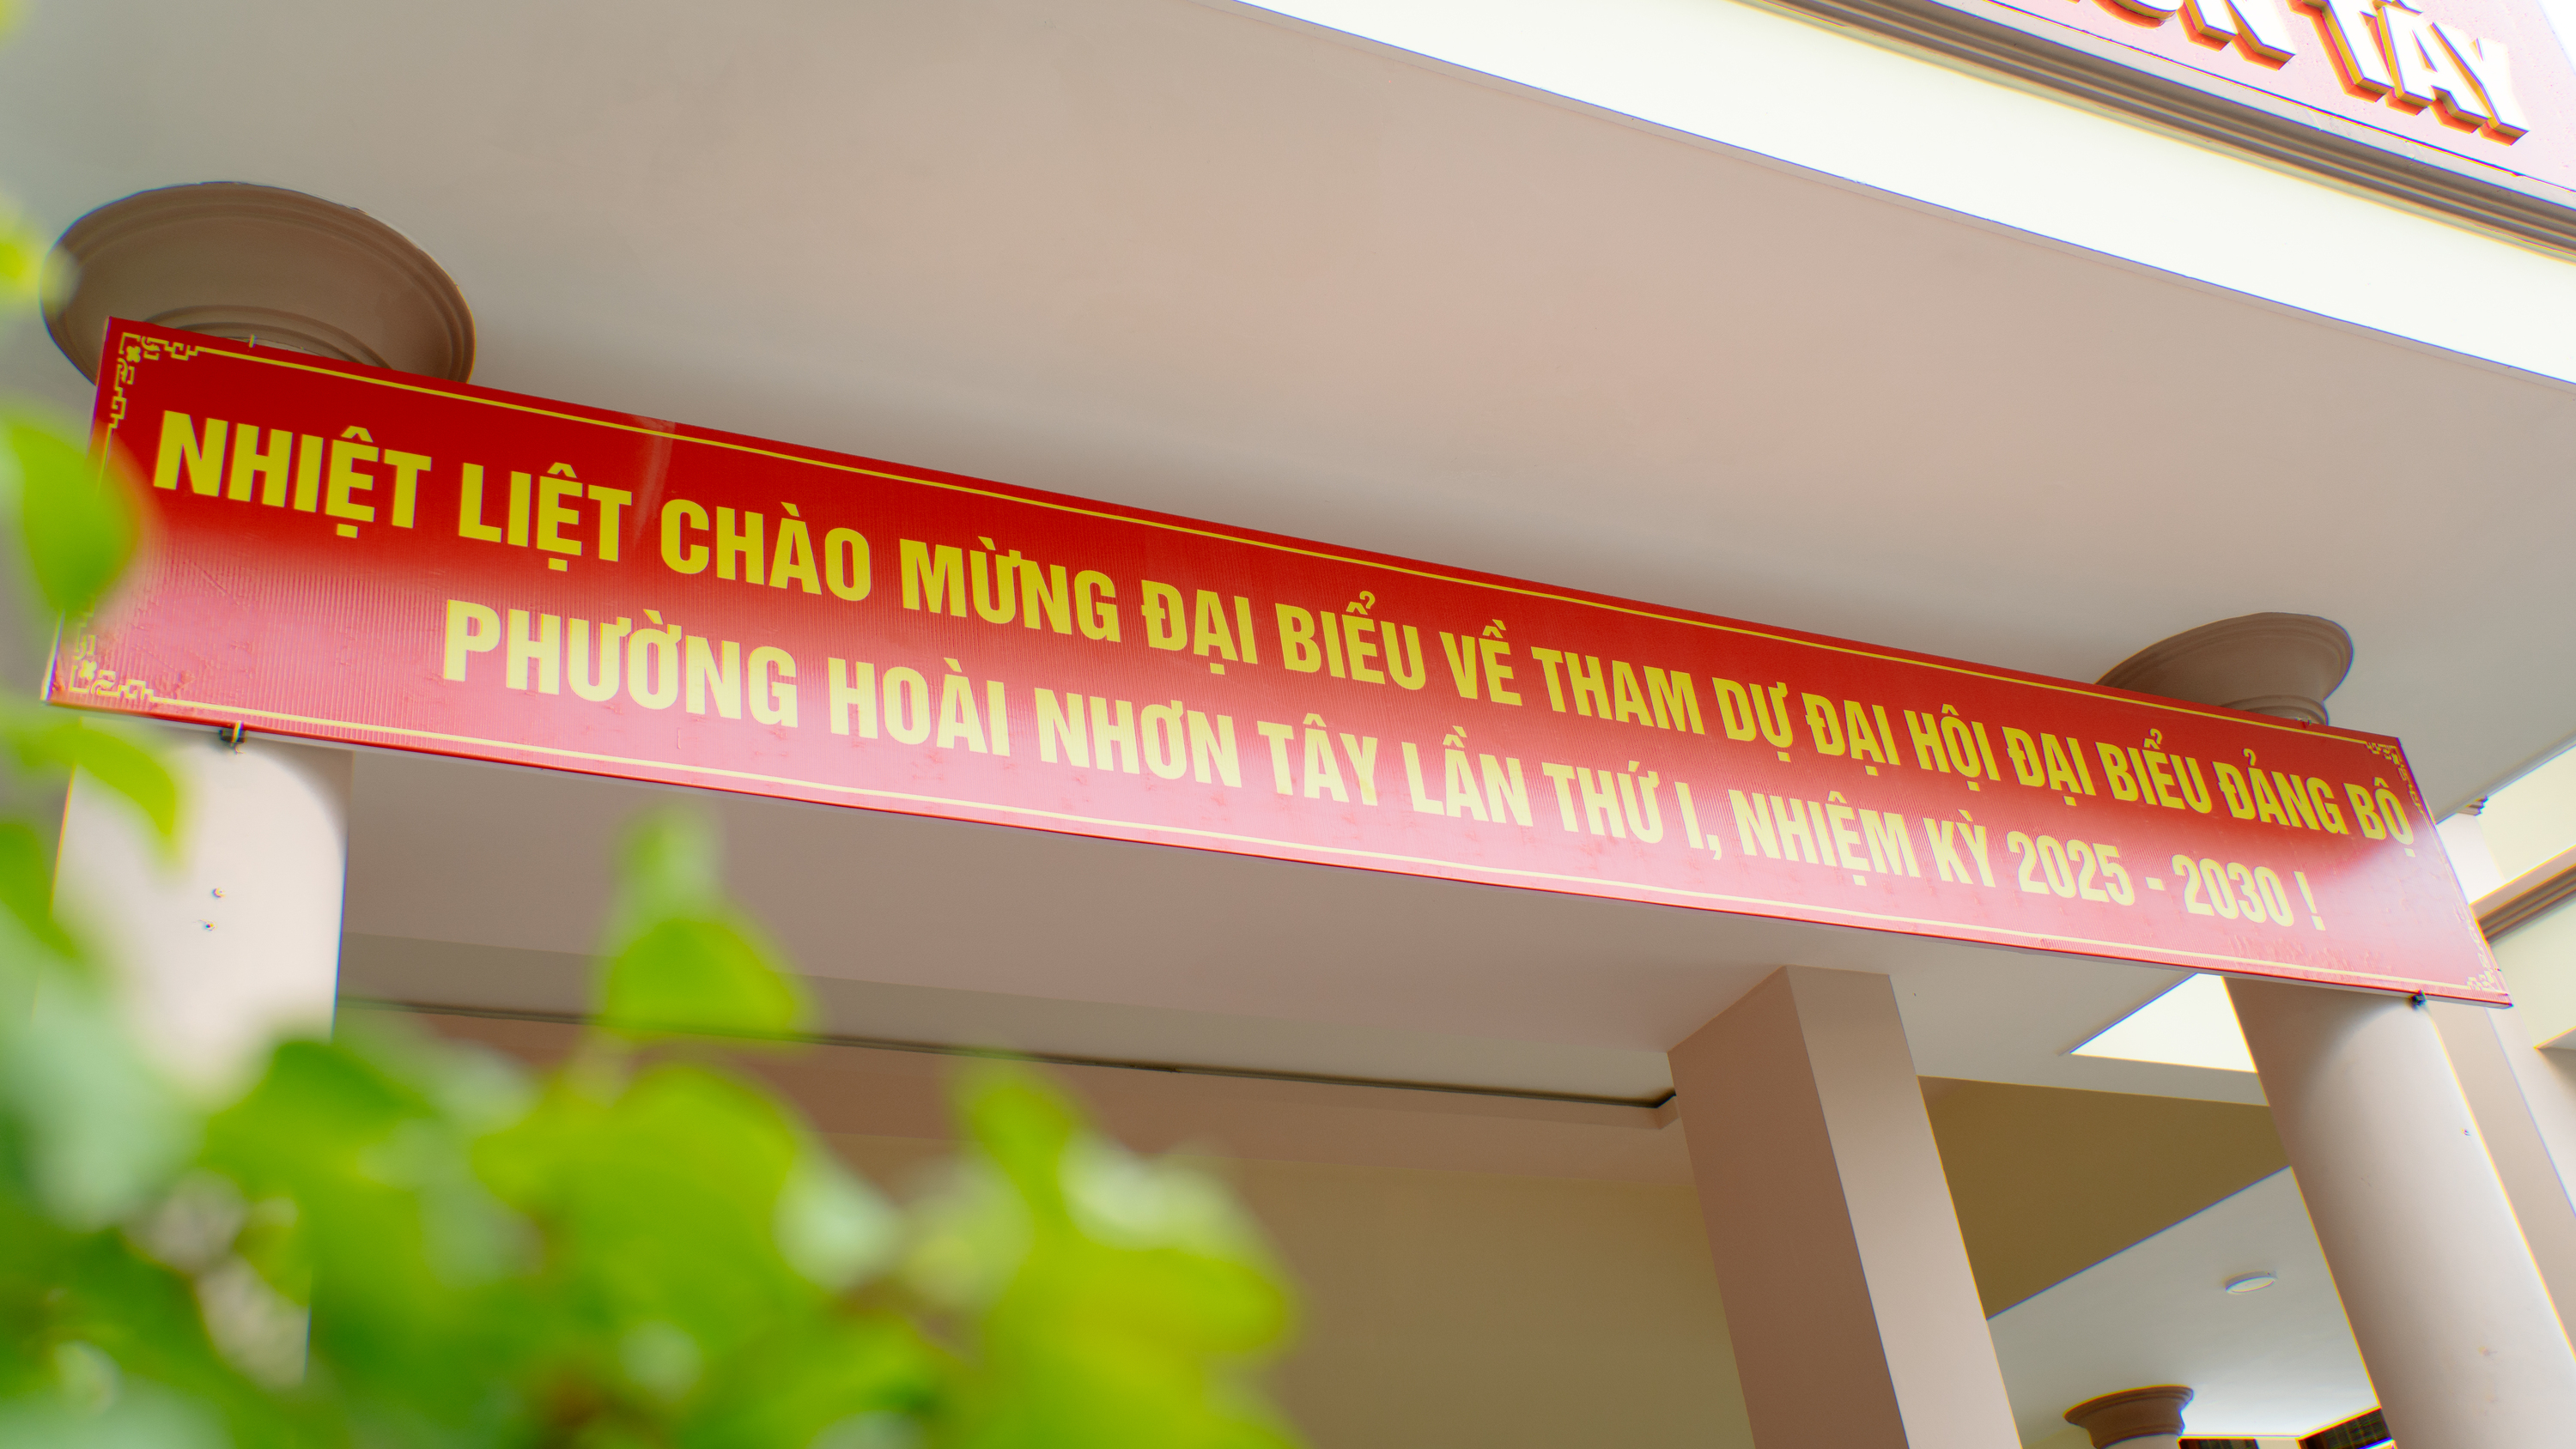 TÂY
NHIỆT LIỆT CHÀO MỪNG ĐẠI BIỂU VỀ THAM DỰ ĐẠI HỘI ĐẠI BIỂU ĐẢNG BỘ
PHƯỜNG HOÀI NHƠN TÂY LẦN THỨ I, NHIỆM KỲ 2025 - 2030 !